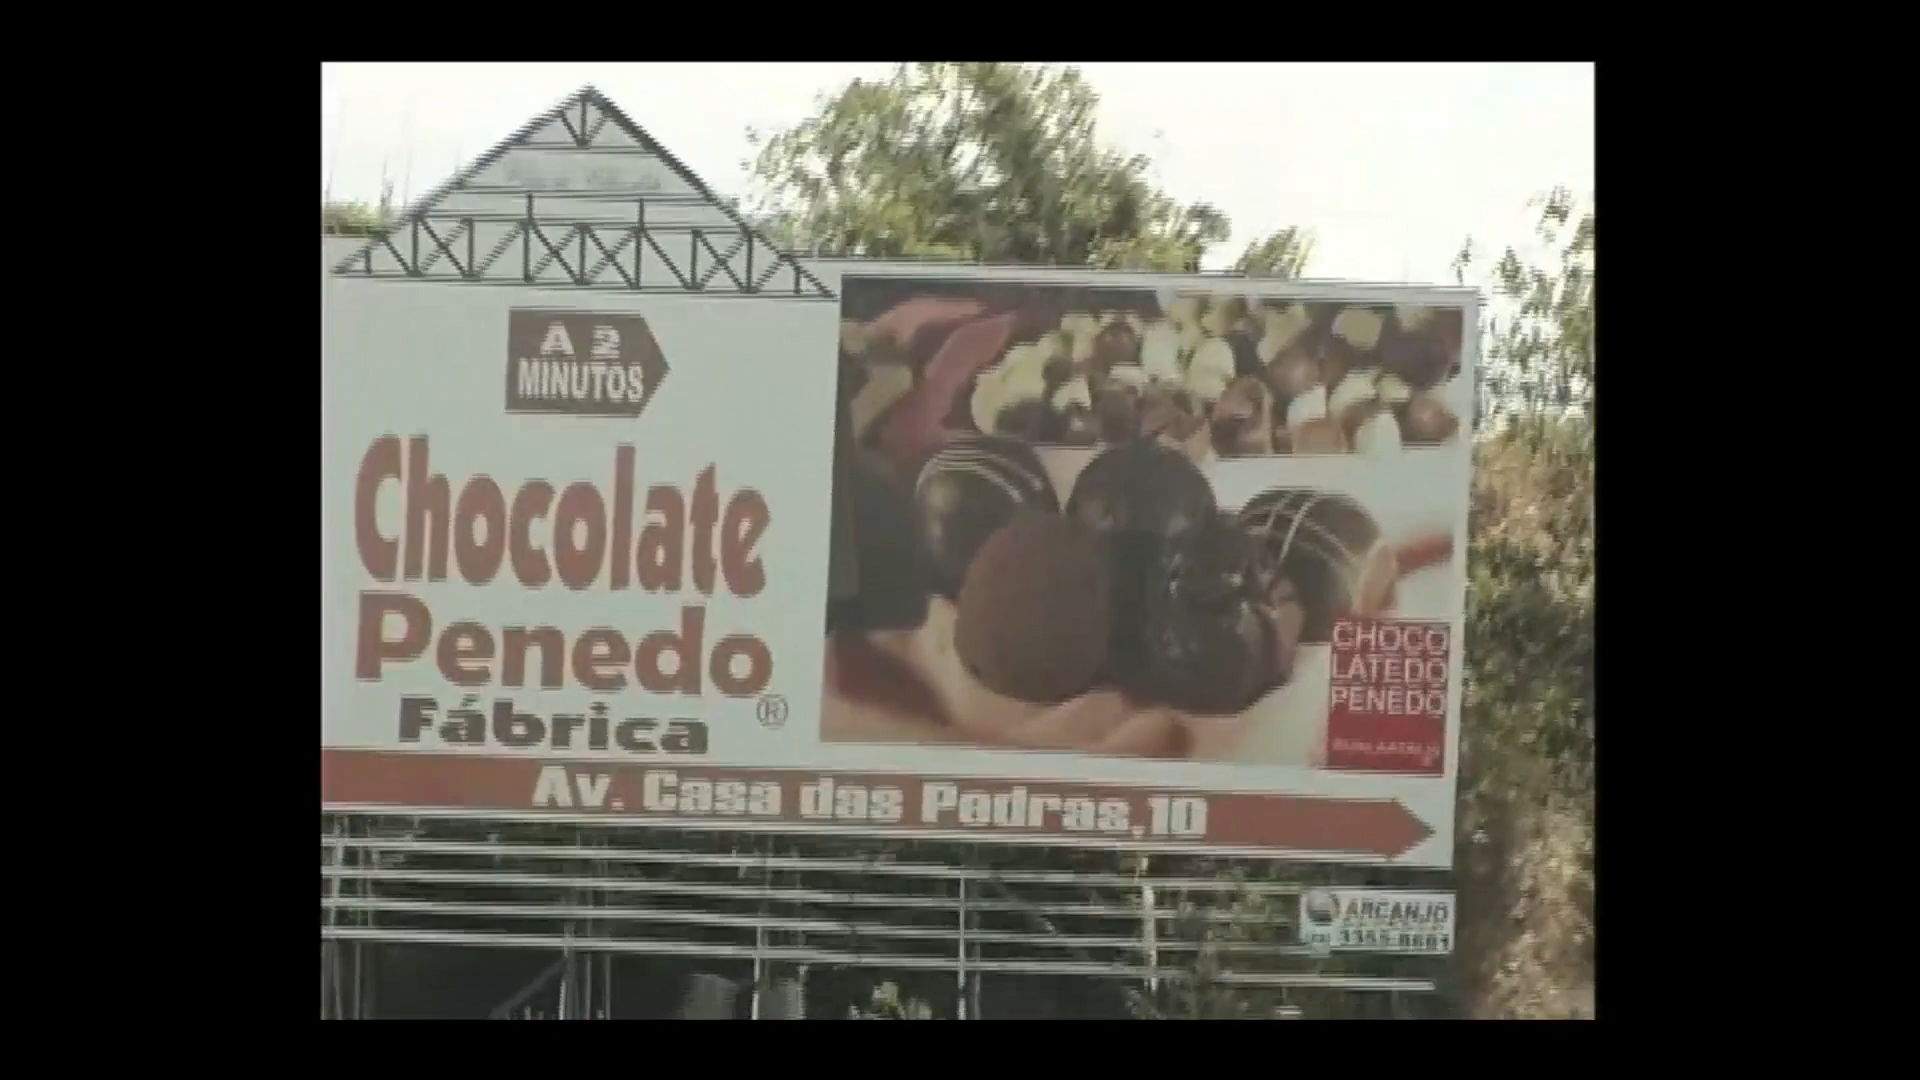 A 2
MINUTOS
Chocolate
Penedo
Fábrica
®
CHOCO
LATEDO
PENEDO
Av. Casa das Pedras, 10
ARCANJO